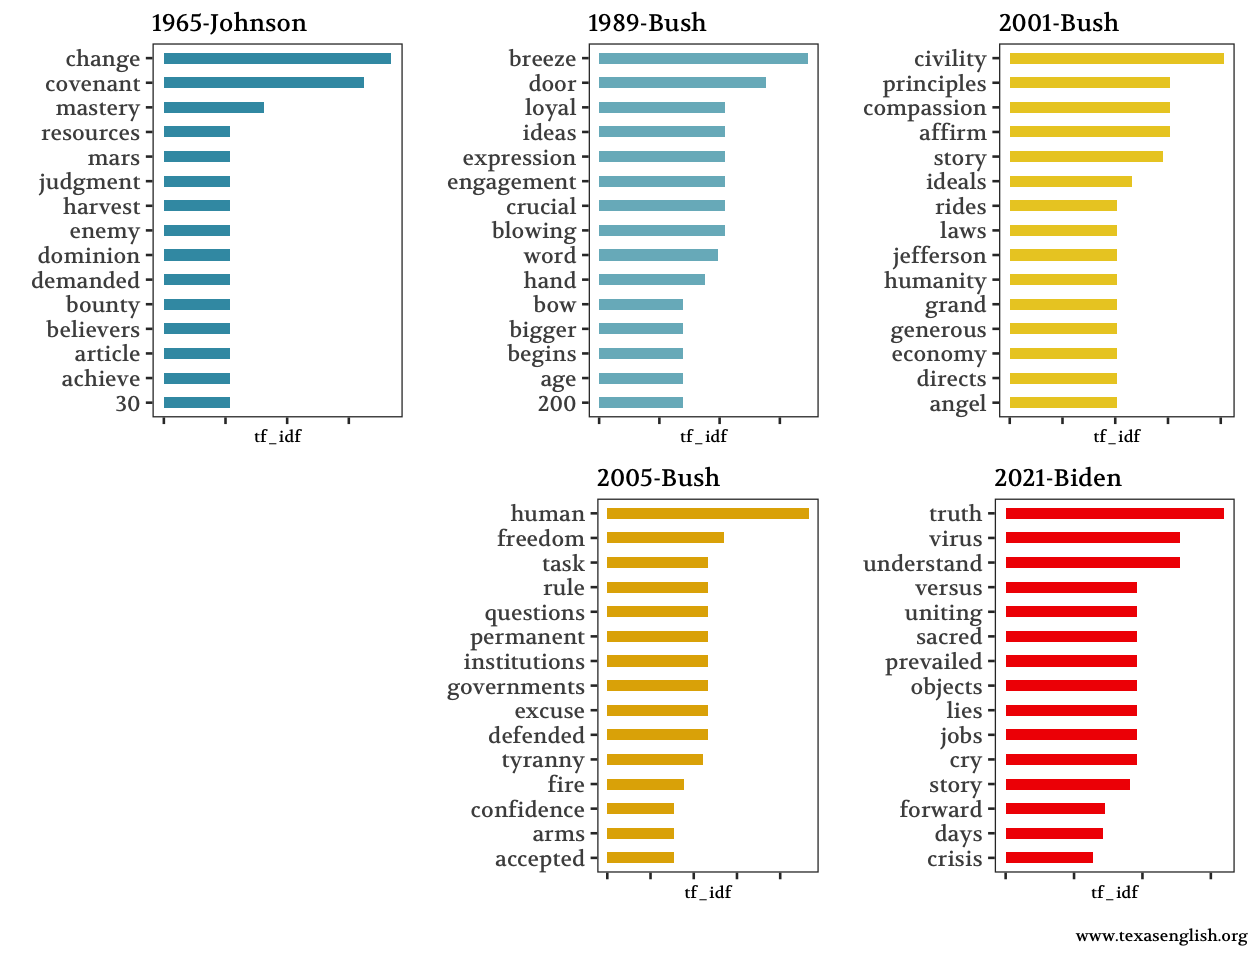 1965-Johnson
change
covenant
mastery
resources
mars
judgment
harvest
enemy
dominion
demanded
bounty
believers
article
achieve
30
tf_idf
1989-Bush
breeze
door
loyal
ideas
expression
engagement
crucial
blowing
word
hand
bow
bigger
begins
age
200
tf_idf
2001-Bush
civility
principles
compassion
affirm
story
ideals
rides
laws
jefferson
humanity
grand
generous
economy
directs
angel
tf_idf
2005-Bush
human
freedom
task
rule
questions
permanent
institutions
governments
excuse
defended
tyranny
fire
confidence
arms
accepted
tf_idf
2021-Biden
truth
virus
understand
versus
uniting
sacred
prevailed
objects
lies
jobs
cry
story
forward
days
crisis
tf_idf
www.texasenglish.org